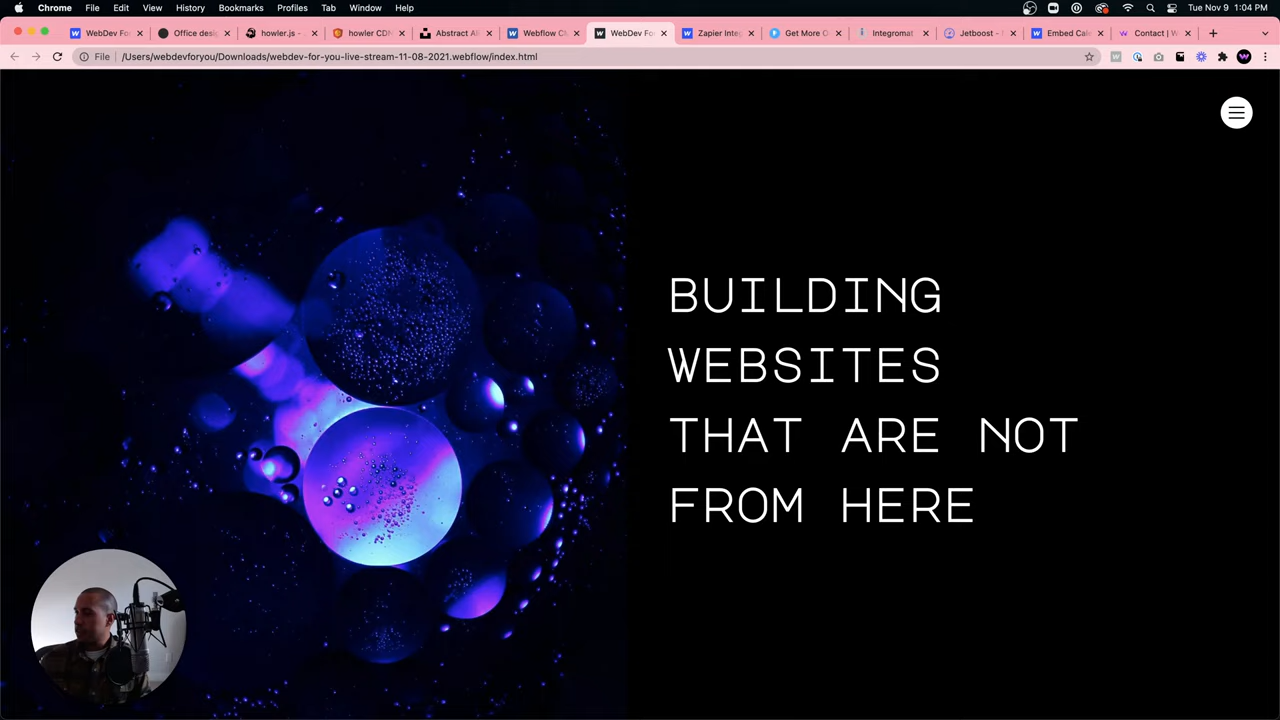 Chrome File Edit View History Bookmarks Profiles Tab Window Help Tue Nov 9 1:04 PM
WebDev Fo Office desi howler.js - howler CDN Abstract Al Webflow Cl WebDev Fo Zapier Inte Get More O Integromat Jetboost - Embed Cale Contact | W
File /Users/webdevforyou/Downloads/webdev-for-you-live-stream-11-08-2021.webflow/index.html
BUILDING
WEBSITES
THAT ARE NOT
FROM HERE